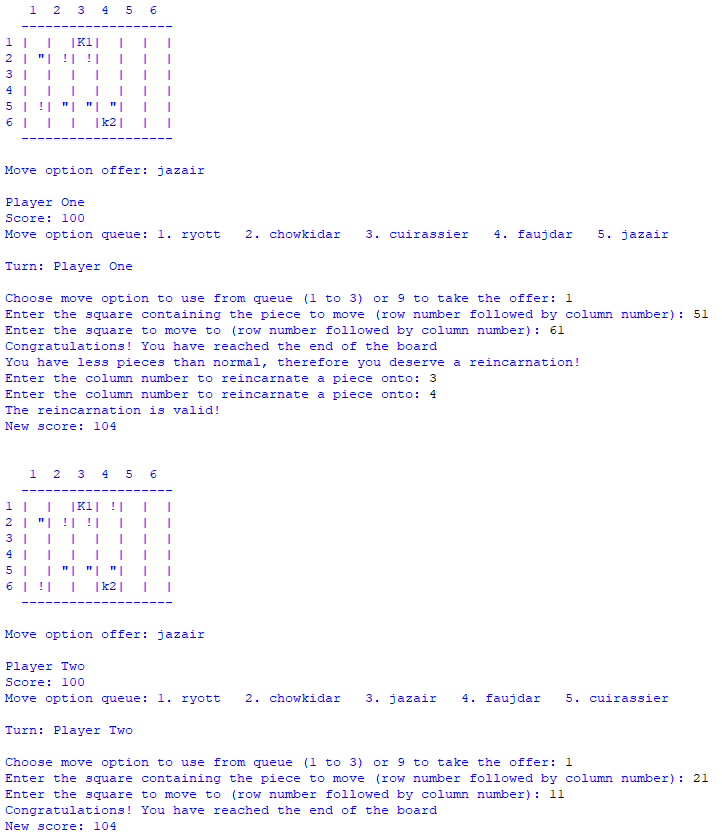 1  2  3  4  5  6
  -------------------
1 |  |  |K1|  |  |  |
2 | "| !| !|  |  |  |
3 |  |  |  |  |  |  |
4 |  |  |  |  |  |  |
5 | !| "| "| "|  |  |
6 |  |  |  |k2|  |  |
  -------------------

Move option offer: jazair

Player One
Score: 100
Move option queue: 1. ryott   2. chowkidar   3. cuirassier   4. faujdar   5. jazair

Turn: Player One

Choose move option to use from queue (1 to 3) or 9 to take the offer: 1
Enter the square containing the piece to move (row number followed by column number): 51
Enter the square to move to (row number followed by column number): 61
Congratulations! You have reached the end of the board
You have less pieces than normal, therefore you deserve a reincarnation!
Enter the column number to reincarnate a piece onto: 3
Enter the column number to reincarnate a piece onto: 4
The reincarnation is valid!
New score: 104

   1  2  3  4  5  6
  -------------------
1 |  |  |K1| !|  |  |
2 | "| !| !|  |  |  |
3 |  |  |  |  |  |  |
4 |  |  |  |  |  |  |
5 |  | "| "| "|  |  |
6 | !|  |  |k2|  |  |
  -------------------

Move option offer: jazair

Player Two
Score: 100
Move option queue: 1. ryott   2. chowkidar   3. jazair   4. faujdar   5. cuirassier

Turn: Player Two

Choose move option to use from queue (1 to 3) or 9 to take the offer: 1
Enter the square containing the piece to move (row number followed by column number): 21
Enter the square to move to (row number followed by column number): 11
Congratulations! You have reached the end of the board
New score: 104